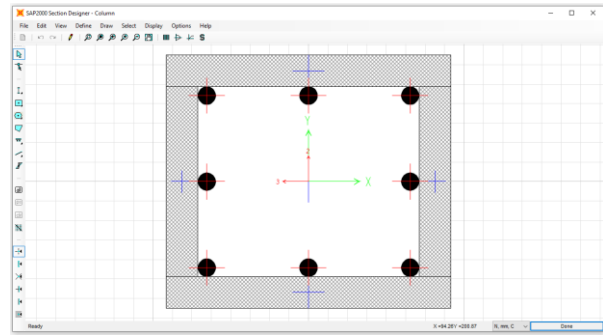 SAP2000 Section Designer - Column
File Edit View Define Draw Select Display Options Help
Y
2
3
X
Ready
N, mm, C
Done